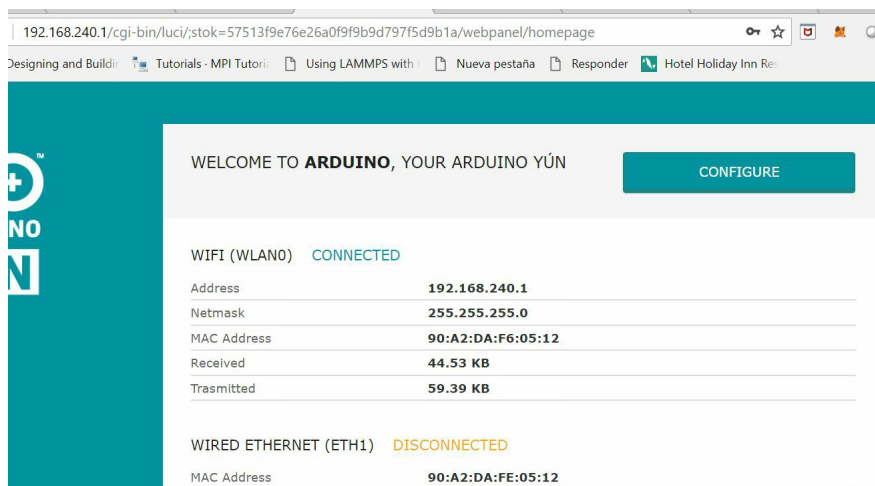 192.168.240.1/cgi-bin/luci/;stok=57513f9e76e26a0f9f9b9d797f5d9b1a/webpanel/homepage
Designing and Buildin Tutorials · MPI Tutoria Using LAMMPS with Nueva pestaña Responder Hotel Holiday Inn Re
WELCOME TO ARDUINO, YOUR ARDUINO YÚN
CONFIGURE
NO
N
WIFI (WLAN0) CONNECTED
Address 192.168.240.1
Netmask 255.255.255.0
MAC Address 90:A2:DA:F6:05:12
Received 44.53 KB
Trasmitted 59.39 KB
WIRED ETHERNET (ETH1) DISCONNECTED
MAC Address 90:A2:DA:FE:05:12